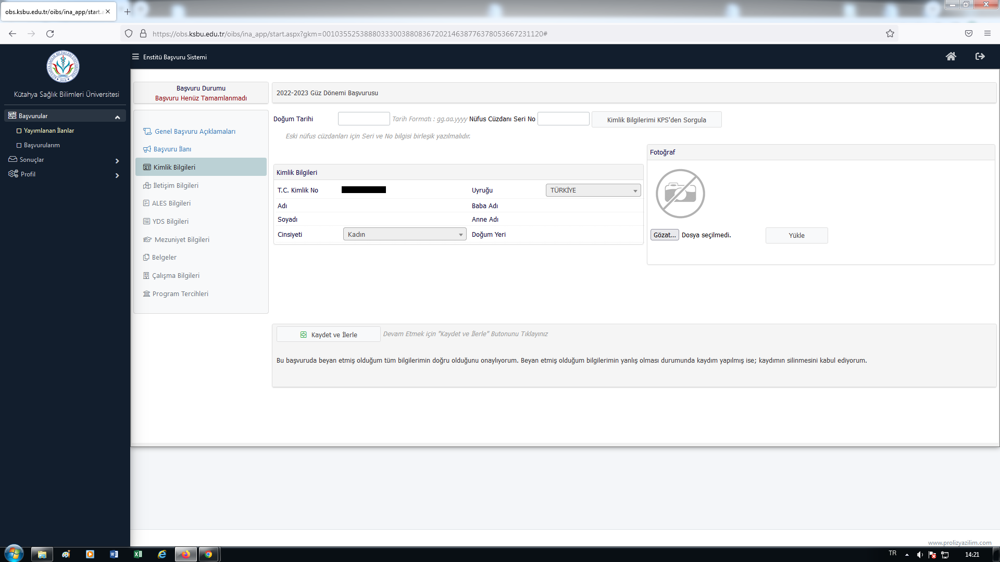 obs.ksbu.edu.tr/oibs/ina_app/start.a
https://obs.ksbu.edu.tr/oibs/ina_app/start.aspx?gkm=001035525388803330038808367202146387763780536672311​20#
Enstitü Başvuru Sistemi
Kütahya Sağlık Bilimleri Üniversitesi
Başvurular
Yayımlanan İlanlar
Başvurularım
Sonuçlar
Profil
Başvuru Durumu
Başvuru Henüz Tamamlanmadı
2022-2023 Güz Dönemi Başvurusu
Genel Başvuru Açıklamaları
Başvuru İlanı
Kimlik Bilgileri
İletişim Bilgileri
ALES Bilgileri
YDS Bilgileri
Mezuniyet Bilgileri
Belgeler
Çalışma Bilgileri
Program Tercihleri
Doğum Tarihi Tarih Formatı : gg.aa.yyyy Nüfus Cüzdanı Seri No Kimlik Bilgilerimi KPS'den Sorgula
Eski nüfus cüzdanları için Seri ve No bilgisi birleşik yazılmalıdır.
Kimlik Bilgileri
T.C. Kimlik No Uyruğu TÜRKİYE
Adı Baba Adı
Soyadı Anne Adı
Cinsiyeti Kadın Doğum Yeri
Fotoğraf
Gözat... Dosya seçilmedi. Yükle
Kaydet ve İlerle Devam Etmek için "Kaydet ve İlerle" Butonunu Tıklayınız
Bu başvuruda beyan etmiş olduğum tüm bilgilerimin doğru olduğunu onaylıyorum. Beyan etmiş olduğum bilgilerimin yanlış olması durumunda kaydım yapılmış ise; kaydımın silinmesini kabul ediyorum.
www.prolizyazilim.com
TR 14:21